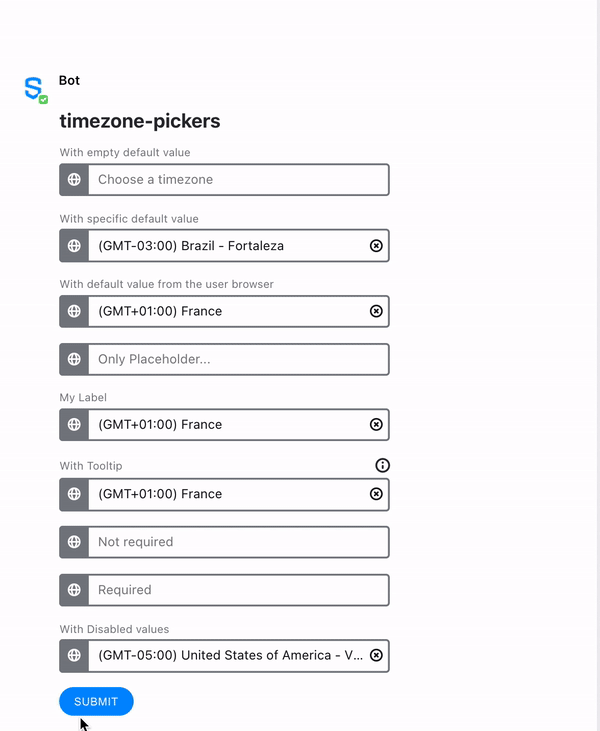 Bot
timezone-pickers
With empty default value
Choose a timezone
With specific default value
(GMT-03:00) Brazil - Fortaleza
With default value from the user browser
(GMT+01:00) France
Only Placeholder...
My Label
(GMT+01:00) France
With Tooltip
(GMT+01:00) France
Not required
Required
With Disabled values
(GMT-05:00) United States of America - V...
SUBMIT